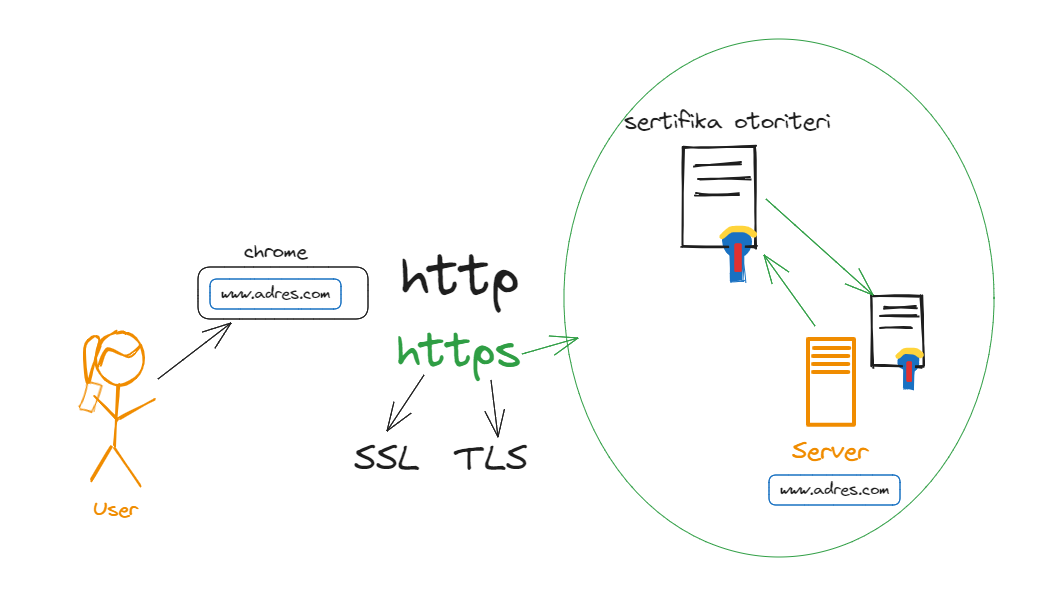 sertifika otoriteri
chrome
www.adres.com
http
https
SSL
TLS
User
Server
www.adres.com